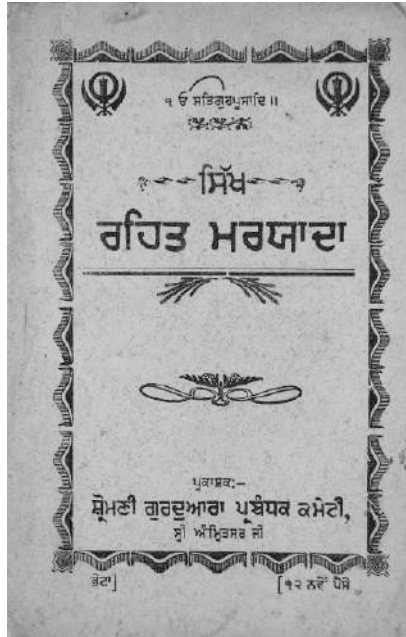 ੧ ਓ ਸਤਿਗੁਰਪ੍ਰਸਾਦਿ॥
ਸਿੱਖ
ਰਹਿਤ ਮਰਯਾਦਾ
ਪ੍ਰਕਾਸ਼ਕ:–
ਸ਼੍ਰੋਮਣੀ ਗੁਰਦੁਆਰਾ ਪ੍ਰਬੰਧਕ ਕਮੇਟੀ,
ਸ੍ਰੀ ਅੰਮ੍ਰਿਤਸਰ ਜੀ
ਭੇਟਾ] [੧੨ ਨਵੇਂ ਪੈਸੇ